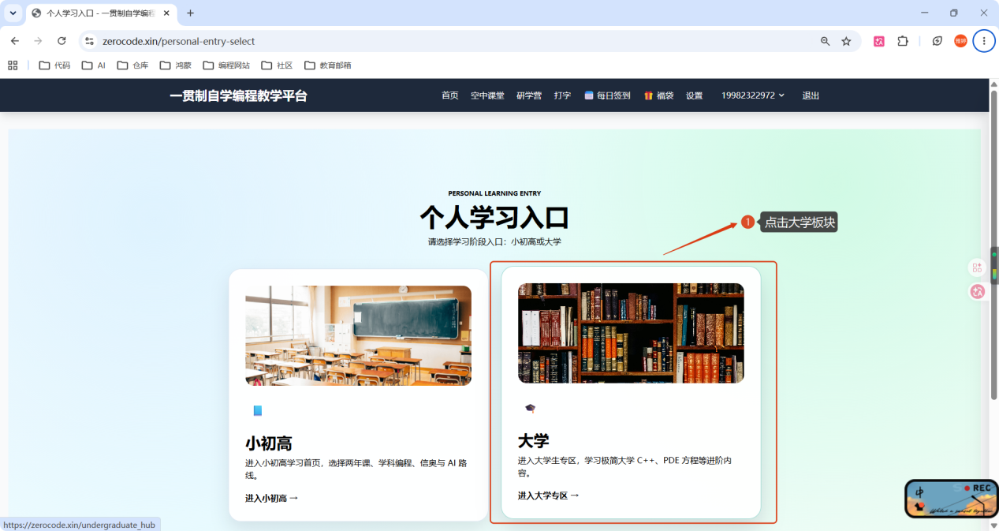 个人学习入口 - 一贯制自学编程
zerocode.xin/personal-entry-select
代码 AI 仓库 鸿蒙 编程网站 社区 教育邮箱
一贯制自学编程教学平台 首页 空中课堂 研学营 打字 每日签到 福袋 设置 19982322972 退出
PERSONAL LEARNING ENTRY
个人学习入口
请选择学习阶段入口：小初高或大学
1 点击大学板块
小初高
进入小初高学习首页，选择两年课、学科编程、信奥与 AI 路
线。
进入小初高 →
大学
进入大学生专区，学习极简大学 C++、PDE 方程等进阶内
容。
进入大学专区 →
中
REC
https://zerocode.xin/undergraduate_hub